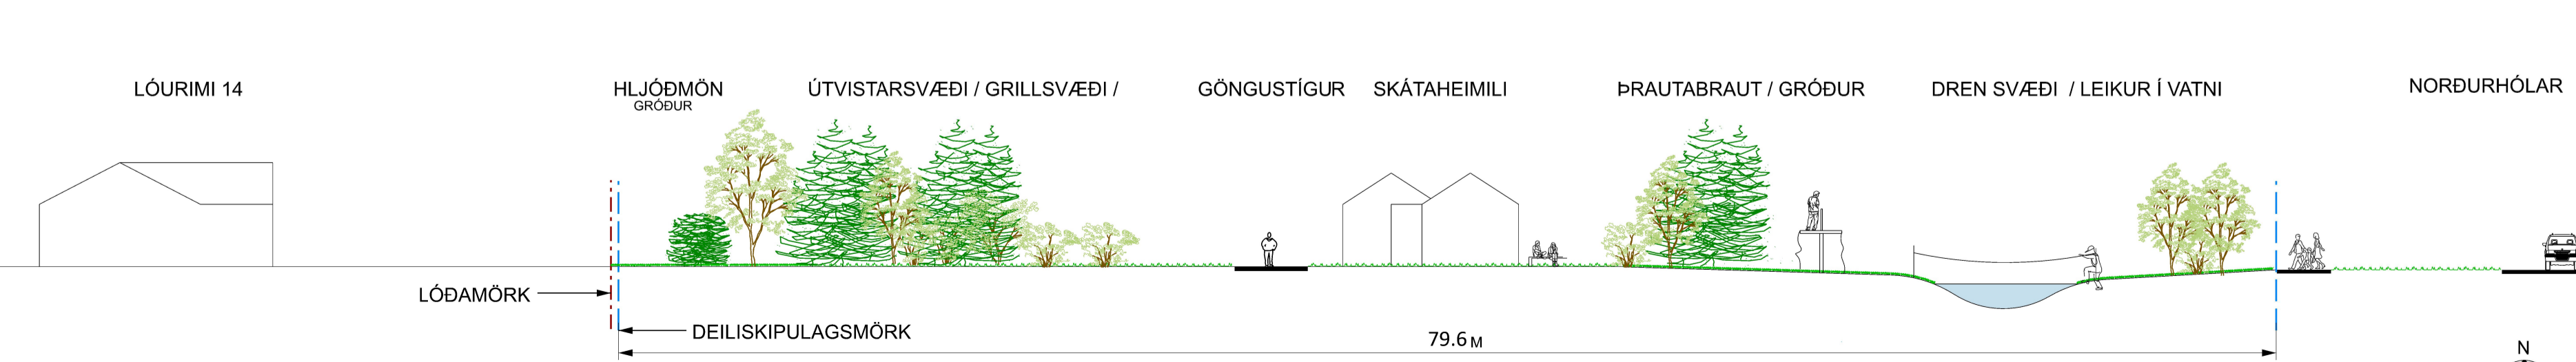 LÓURIMI 14
HLJÓÐMÖN
GRÓÐUR
ÚTVISTARSVÆÐI / GRILLSVÆÐI /
GÖNGUSTÍGUR
SKÁTAHEIMILI
ÞRAUTABRAUT / GRÓÐUR
DREN SVÆÐI / LEIKUR Í VATNI
NORÐURHÓLAR
LÓÐAMÖRK
DEILISKIPULAGSMÖRK
79.6 M
N